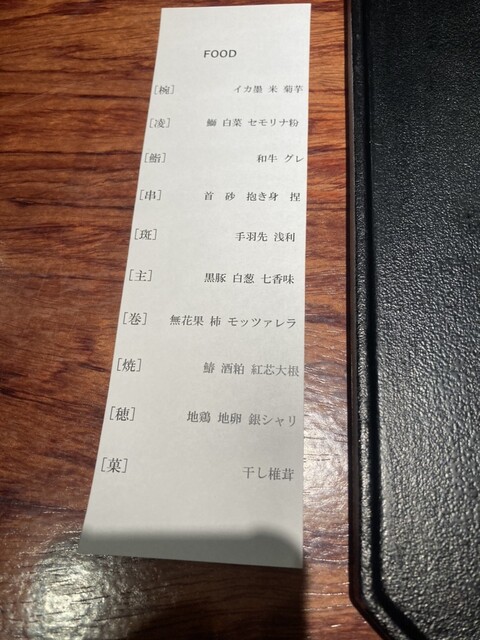 FOOD
[椀] イカ墨 米 菊芋
[凌] 鰤 白菜 セモリナ粉
[鮨] 和牛 グレ
[串] 首 砂 抱き身 捏
[斑] 手羽先 浅利
[主] 黒豚 白葱 七香味
[巻] 無花果 柿 モッツァレラ
[焼] 鰆 酒粕 紅芯大根
[穂] 地鶏 地卵 銀シャリ
[菓] 干し椎茸